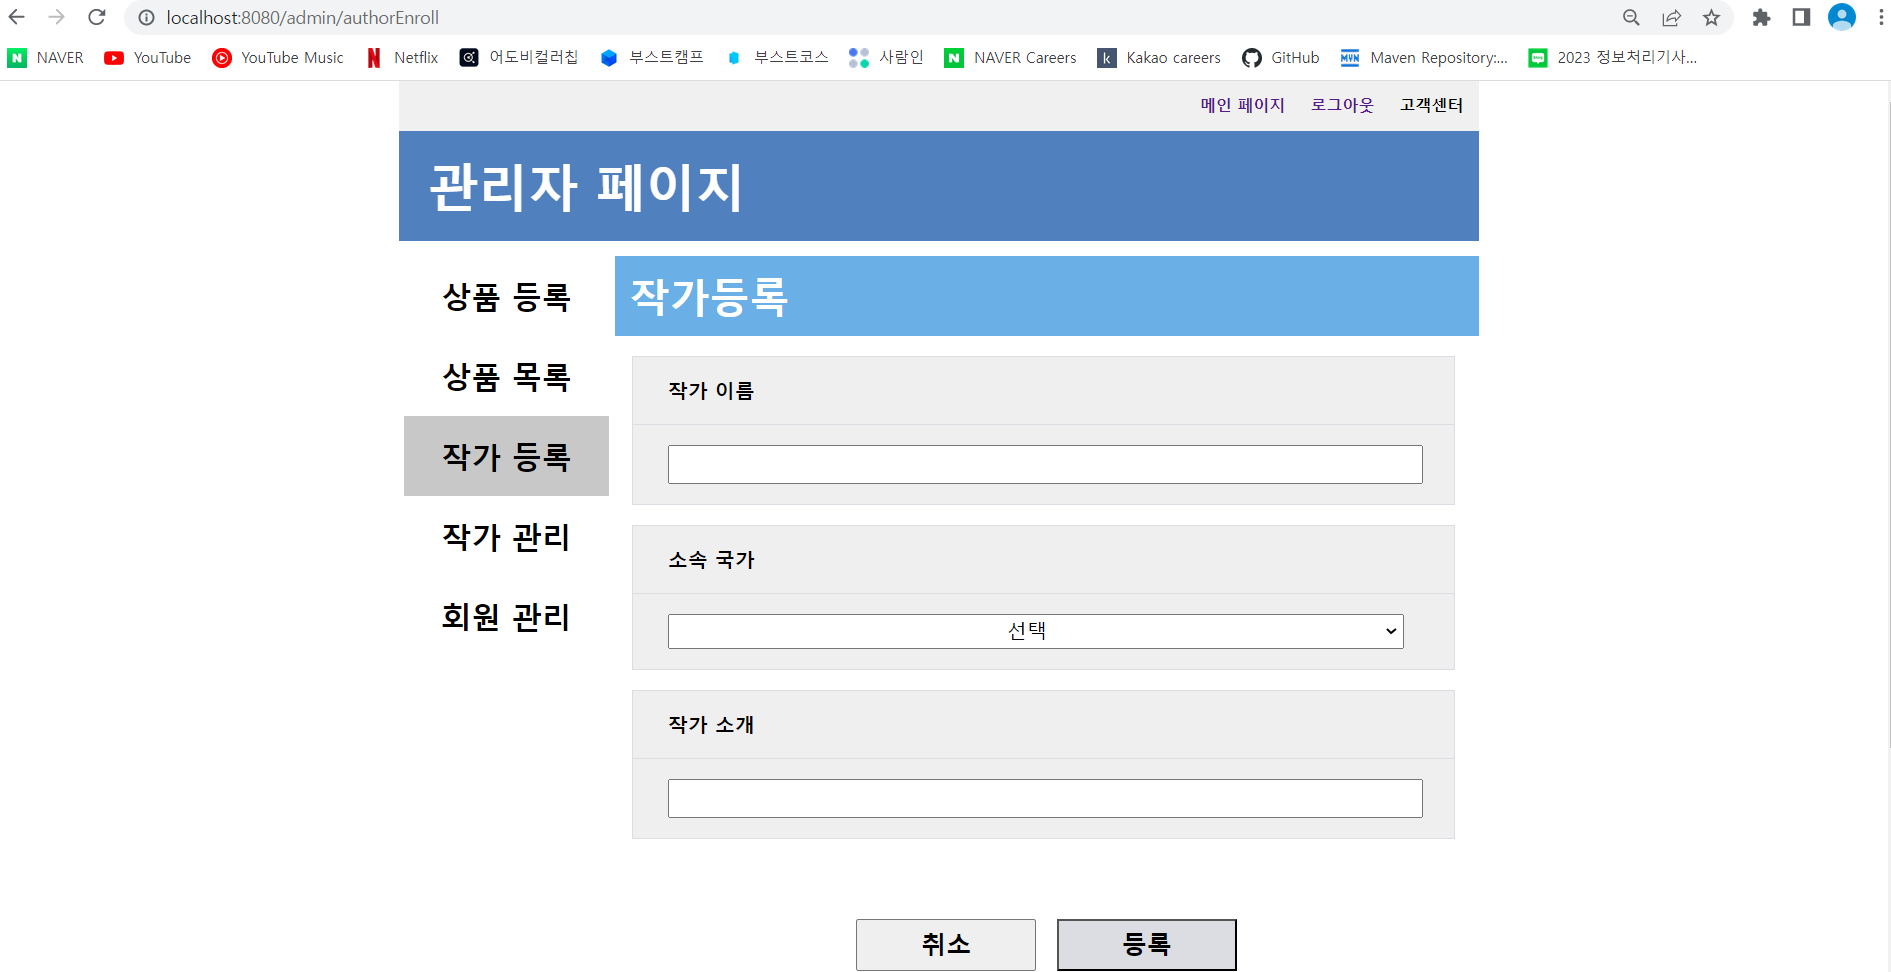 localhost:8080/admin/authorEnroll
NAVER YouTube YouTube Music Netflix 어도비컬러칩 부스트캠프 부스트코스 사람인 NAVER Careers Kakao careers GitHub Maven Repository:... 2023 정보처리기사...
메인 페이지 로그아웃 고객센터
관리자 페이지
상품 등록
상품 목록
작가 등록
작가 관리
회원 관리
작가등록
작가 이름
소속 국가
선택
작가 소개
취소 등록